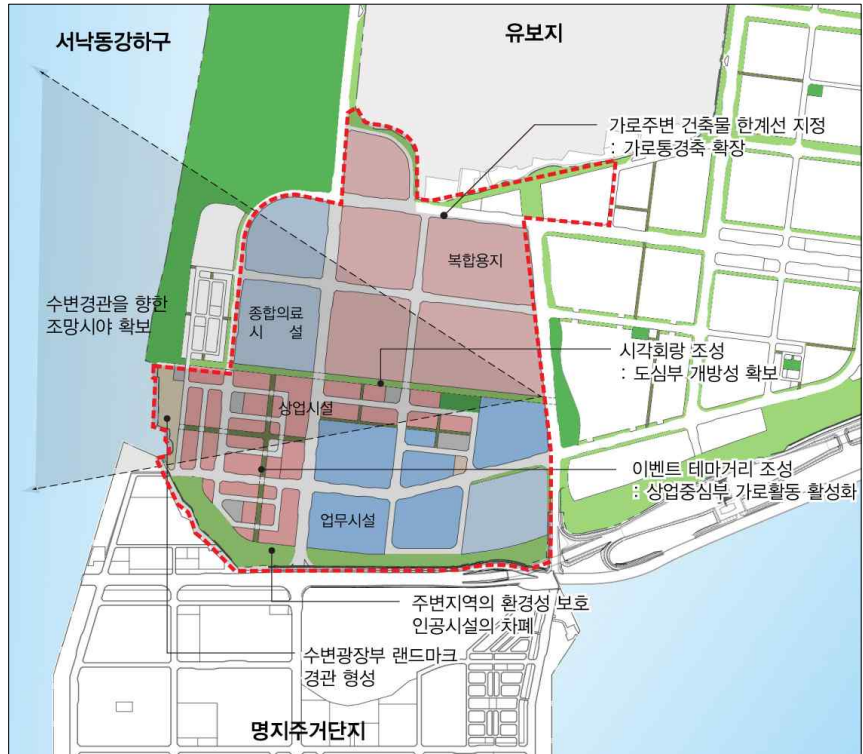 서낙동강하구
유보지
가로주변 건축물 한계선 지정
: 가로통경축 확장
복합용지
수변경관을 향한
조망시야 확보
종합의료
시 설
시각회랑 조성
: 도심부 개방성 확보
상업시설
이벤트 테마거리 조성
: 상업중심부 가로활동 활성화
업무시설
주변지역의 환경성 보호
인공시설의 차폐
수변광장부 랜드마크
경관 형성
명지주거단지